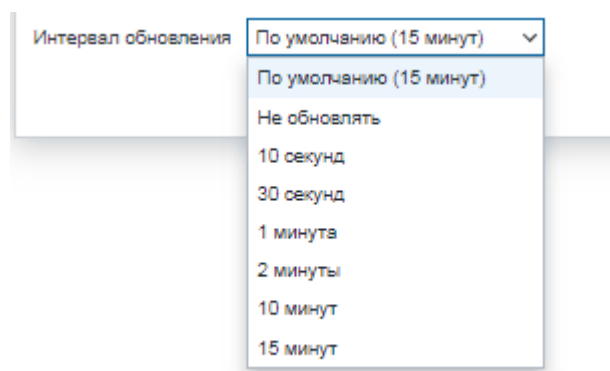 Интервал обновления По умолчанию (15 минут)
По умолчанию (15 минут)
Не обновлять
10 секунд
30 секунд
1 минута
2 минуты
10 минут
15 минут